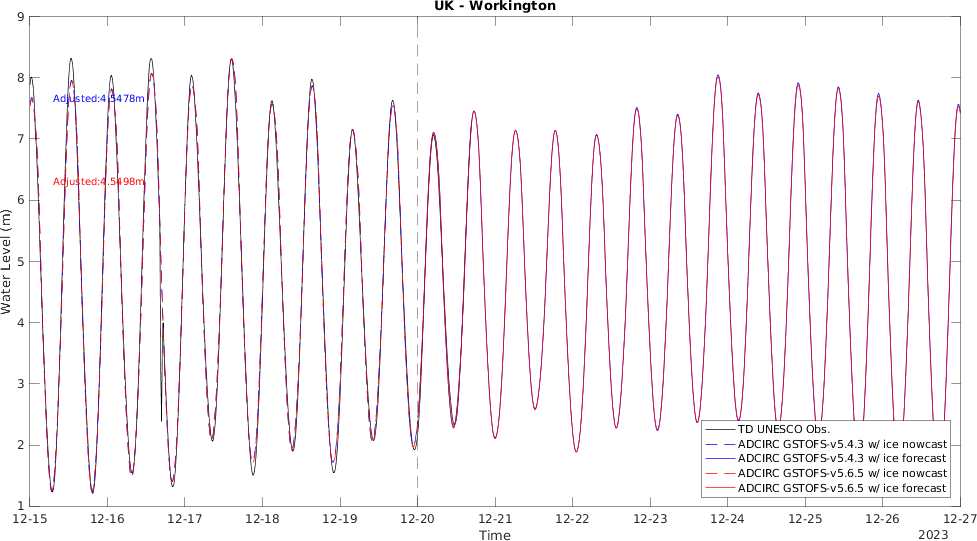 UK - Workington
9
8
7
6
5
4
3
2
1
Water Level (m)
Adjusted:4.5478m
Adjusted:4.5498m
TD UNESCO Obs.
ADCIRC GSTOFS-v5.4.3 w/ ice nowcast
ADCIRC GSTOFS-v5.4.3 w/ ice forecast
ADCIRC GSTOFS-v5.6.5 w/ ice nowcast
ADCIRC GSTOFS-v5.6.5 w/ ice forecast
12-15 12-16 12-17 12-18 12-19 12-20 12-21 12-22 12-23 12-24 12-25 12-26 12-27
Time
2023